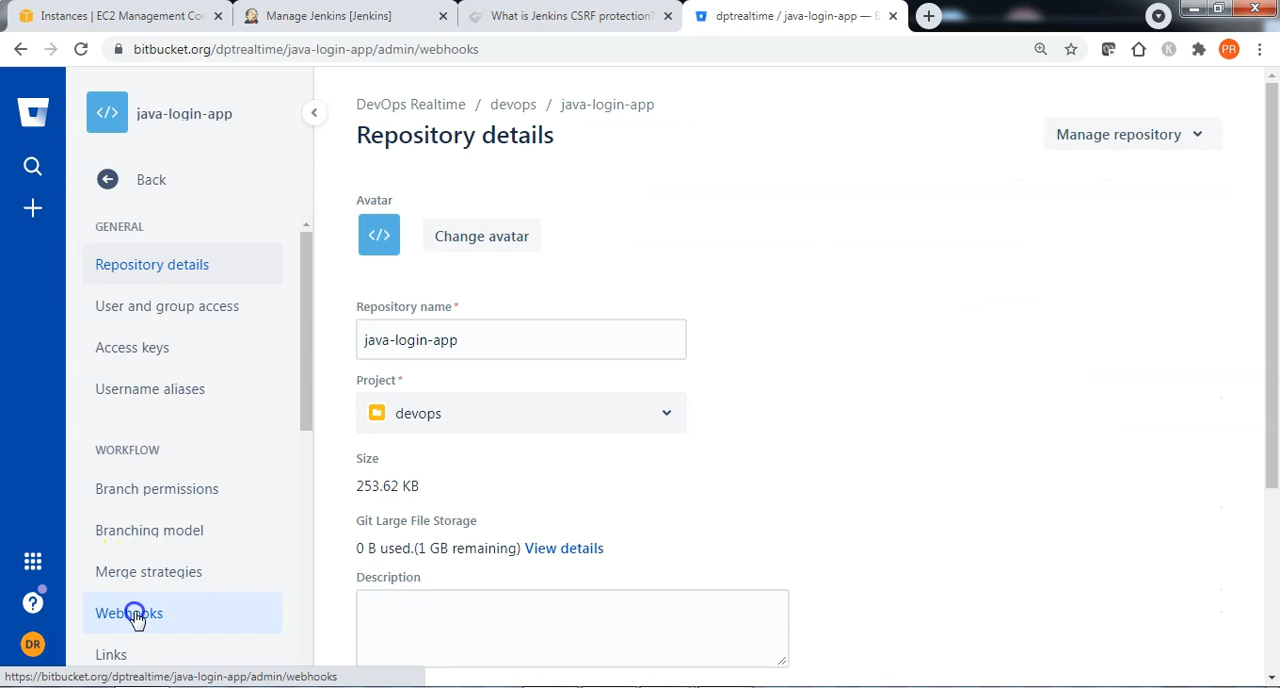 Instances | EC2 Management Con
Manage Jenkins [Jenkins]
What is Jenkins CSRF protection?
dptrealtime / java-login-app — B
bitbucket.org/dptrealtime/java-login-app/admin/webhooks
K
PR
java-login-app
Back
GENERAL
Repository details
User and group access
Access keys
Username aliases
WORKFLOW
Branch permissions
Branching model
Merge strategies
Webhooks
Links
DR
DevOps Realtime / devops / java-login-app
Repository details
Manage repository
Avatar
Change avatar
Repository name*
java-login-app
Project*
devops
Size
253.62 KB
Git Large File Storage
0 B used.(1 GB remaining) View details
Description
https://bitbucket.org/dptrealtime/java-login-app/admin/webhooks